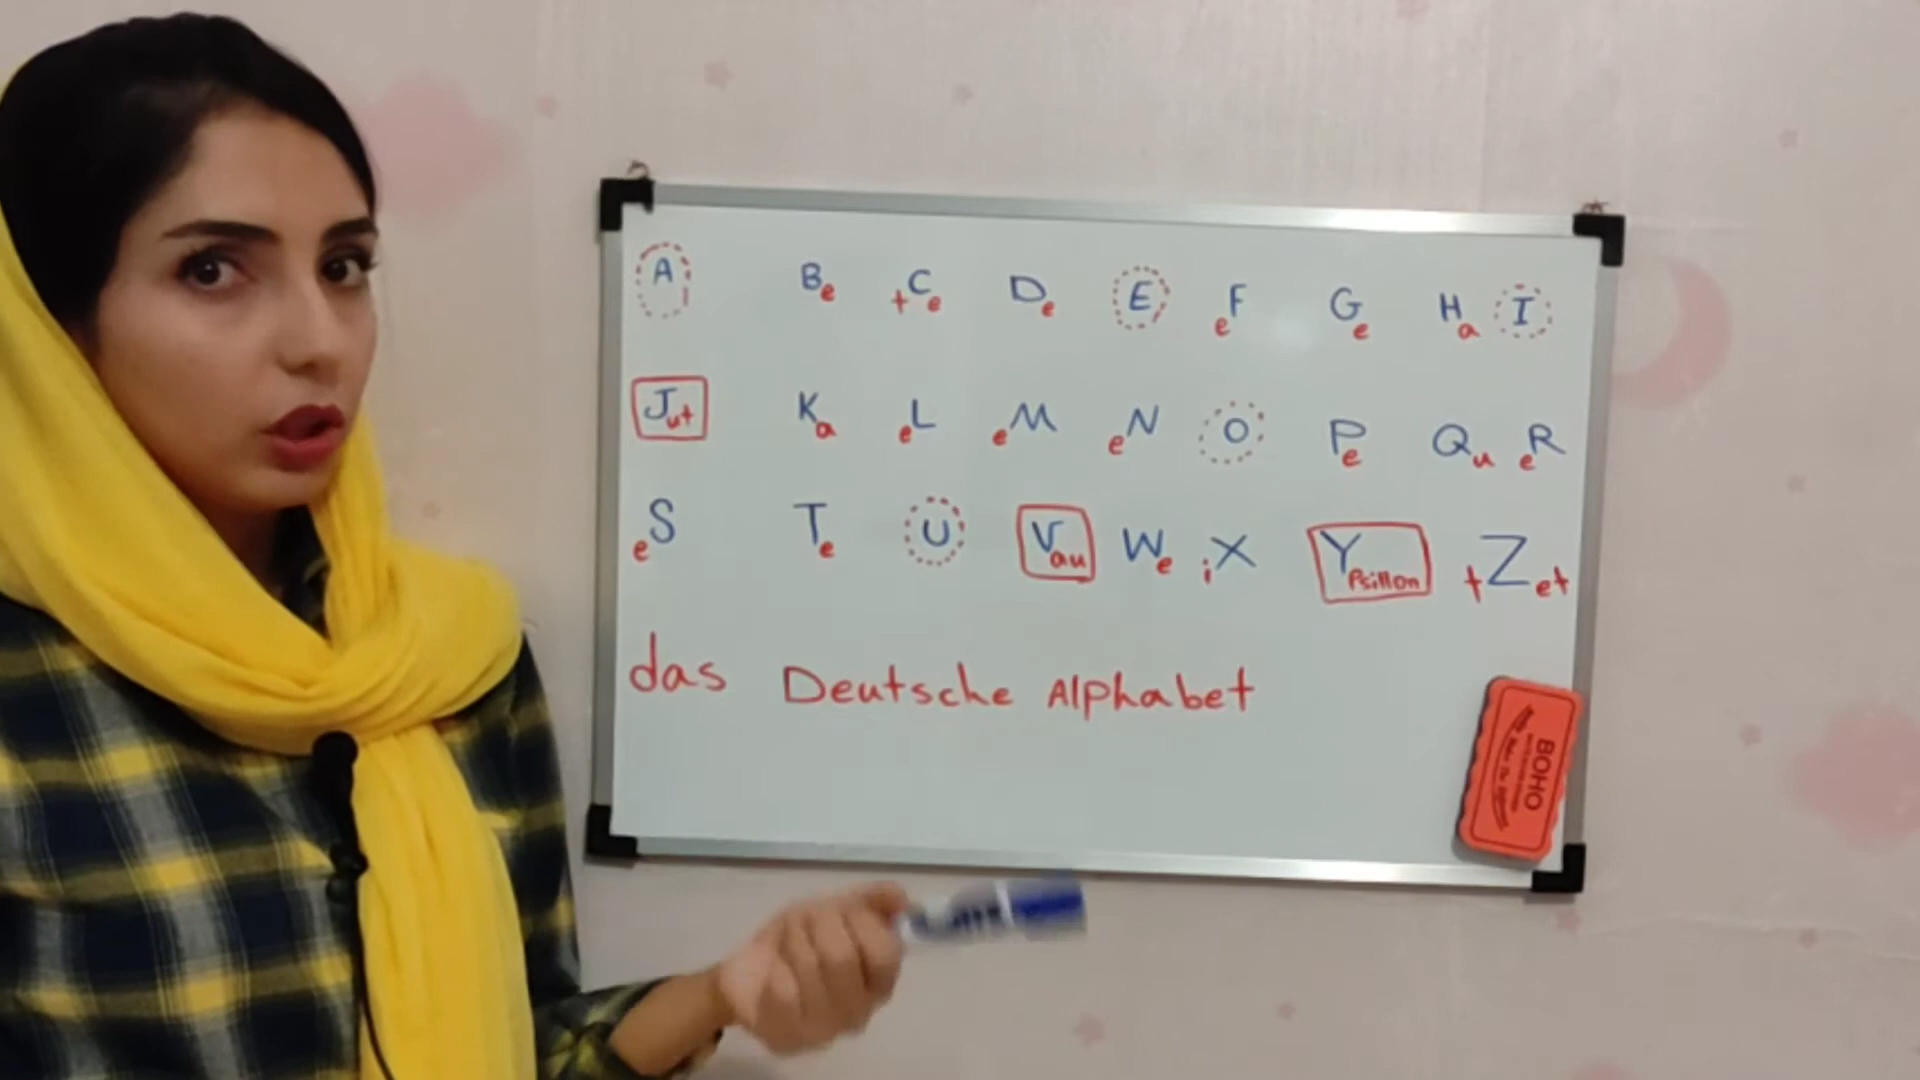 A Be tCe De E eF Ge Ha I
Jut Ka eL eM eN O Pe Qu eR
eS Te U Vau We iX Ypsillon tZet
das Deutsche Alphabet
BOHO